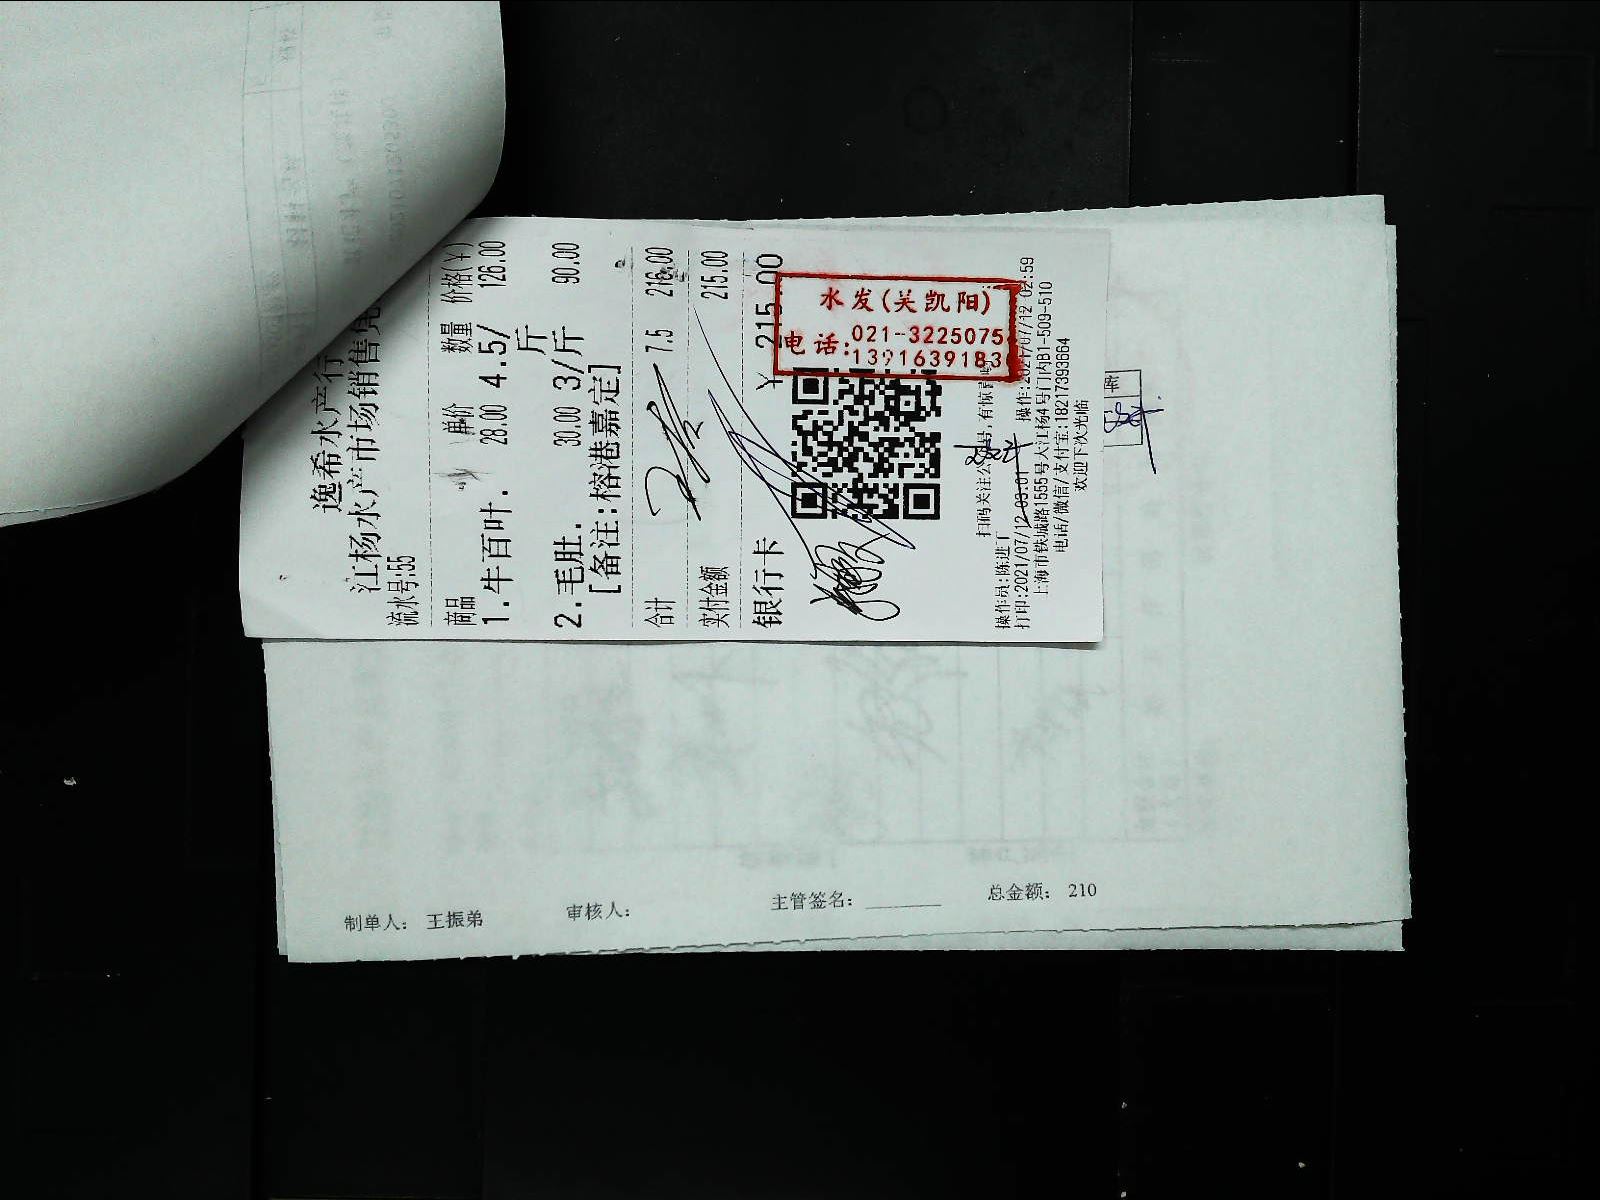 逸希水产行
江杨水产市场销售凭
流水号:55
商品 单价 数量 价格(¥)
1.牛百叶. 28.00 4.5/斤 126.00
2.毛肚. 30.00 3/斤 90.00
[备注:榕港嘉定]
合计 7.5 216.00
实付金额 215.00
银行卡 ¥ 215.00
水发(关凯阳)
电话:021-3225075
1391639183
扫码关注公众号,有惊喜
操作员:陈进丁 操作:2021/07/12 02:59
打印:2021/07/12 03:01
上海市铁城路1555号大江杨4号门内B1-509-510
电话/微信/支付宝:18217393664
欢迎下次光临
制单人: 王振弟 审核人: 主管签名: 总金额: 210